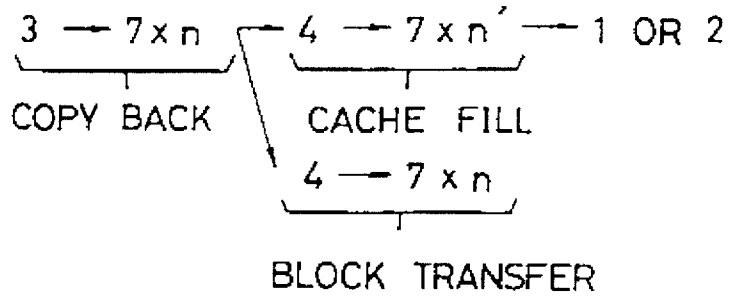 3 → 7 x n → 4 → 7 x n' → 1 OR 2
COPY BACK CACHE FILL
4 → 7 x n
BLOCK TRANSFER